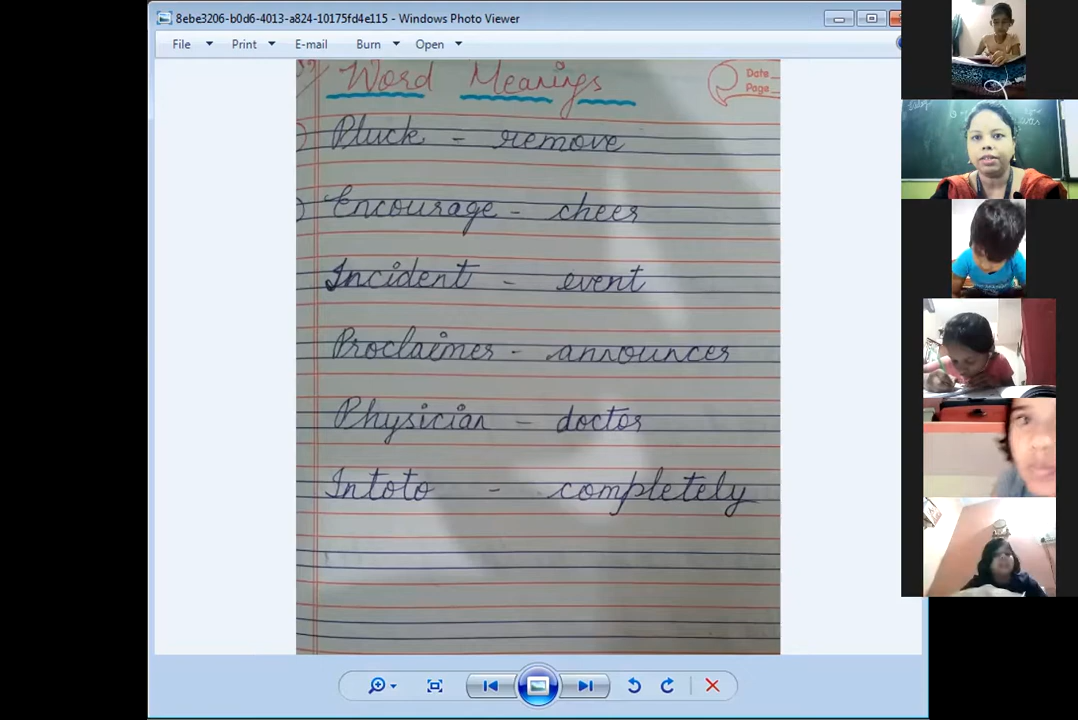 8ebe3206-b0d6-4013-a824-10175fd4e115 - Windows Photo Viewer
File Print E-mail Burn Open
Word Meanings
Date
Page
Pluck - remove
Encourage - cheer
Incident - event
Proclaimer - announcer
Physician - doctor
Intoto - completely